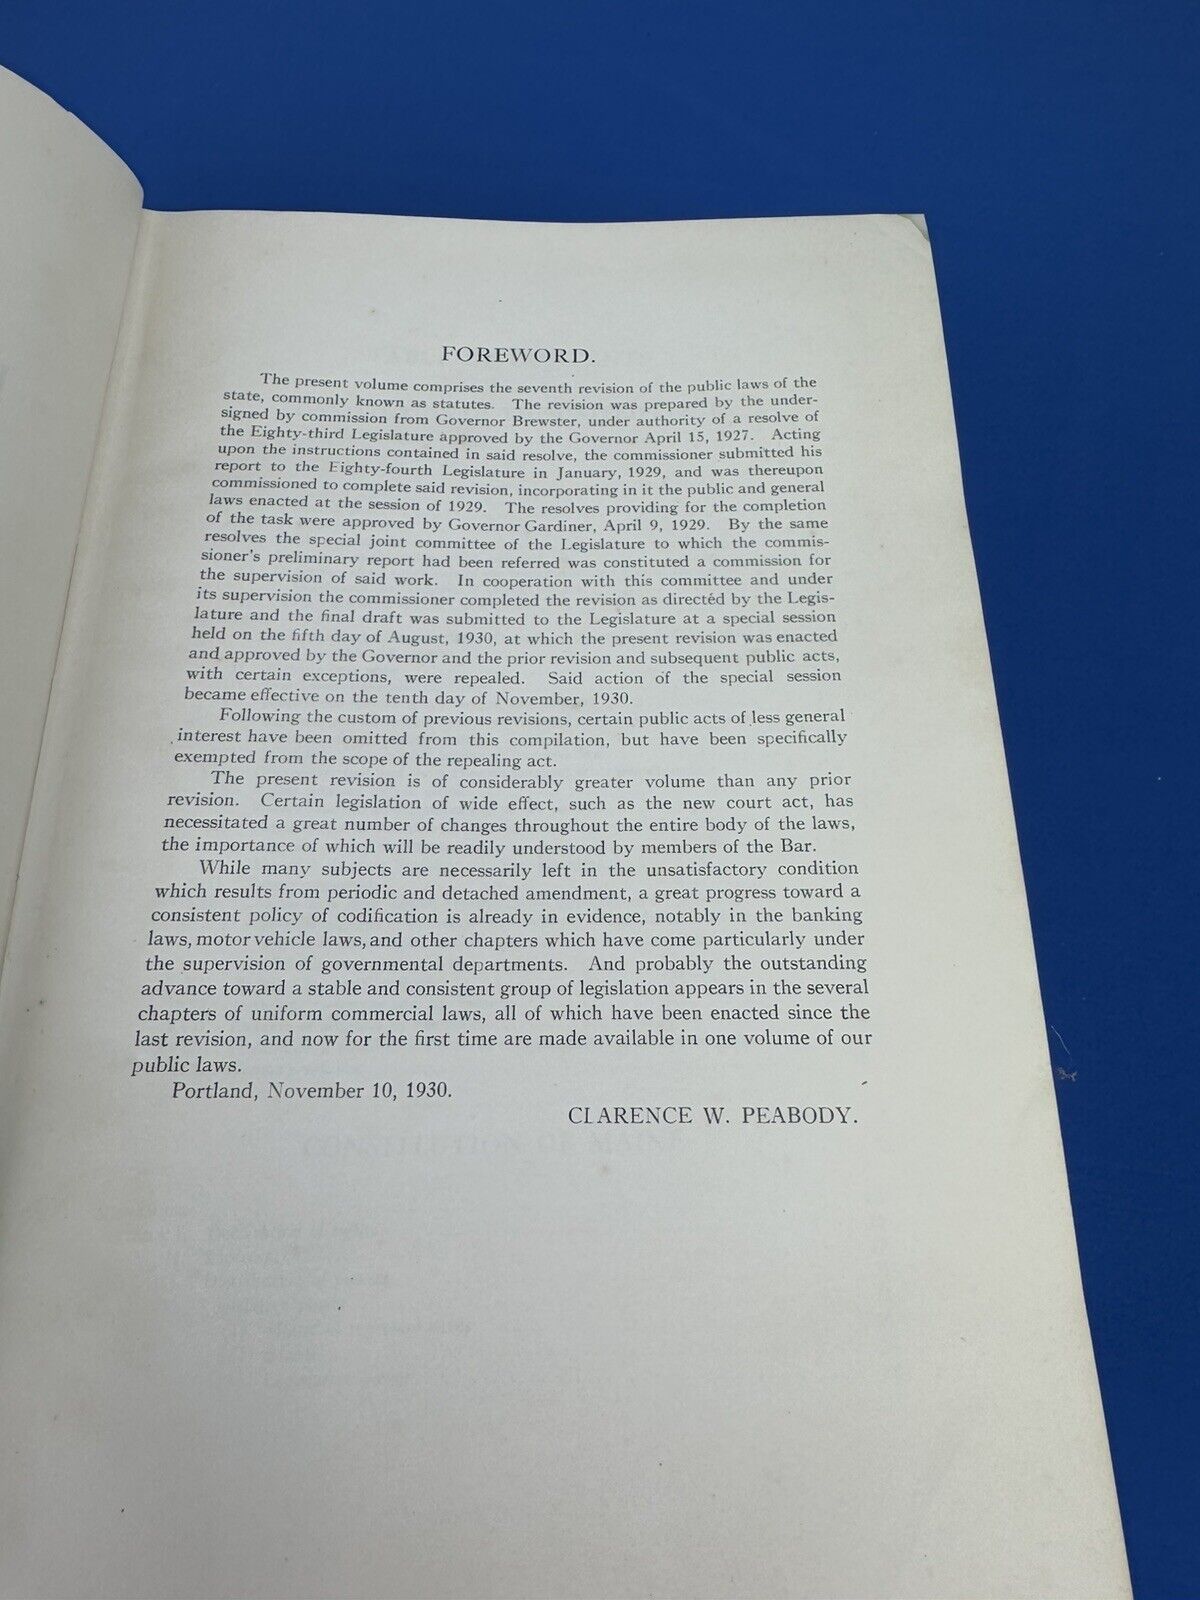 FOREWORD.
The present volume comprises the seventh revision of the public laws of the
state, commonly known as statutes. The revision was prepared by the under-
signed by commission from Governor Brewster, under authority of a resolve of
the Eighty-third Legislature approved by the Governor April 15, 1927. Acting
upon the instructions contained in said resolve, the commissioner submitted his
report to the Eighty-fourth Legislature in January, 1929, and was thereupon
commissioned to complete said revision, incorporating in it the public and general
laws enacted at the session of 1929. The resolves providing for the completion
of the task were approved by Governor Gardiner, April 9, 1929. By the same
resolves the special joint committee of the Legislature to which the commis-
sioner's preliminary report had been referred was constituted a commission for
the supervision of said work. In cooperation with this committee and under
its supervision the commissioner completed the revision as directed by the Legis-
lature and the final draft was submitted to the Legislature at a special session
held on the fifth day of August, 1930, at which the present revision was enacted
and approved by the Governor and the prior revision and subsequent public acts,
with certain exceptions, were repealed. Said action of the special session
became effective on the tenth day of November, 1930.
Following the custom of previous revisions, certain public acts of less general
interest have been omitted from this compilation, but have been specifically
exempted from the scope of the repealing act.
The present revision is of considerably greater volume than any prior
revision. Certain legislation of wide effect, such as the new court act, has
necessitated a great number of changes throughout the entire body of the laws,
the importance of which will be readily understood by members of the Bar.
While many subjects are necessarily left in the unsatisfactory condition
which results from periodic and detached amendment, a great progress toward a
consistent policy of codification is already in evidence, notably in the banking
laws, motor vehicle laws, and other chapters which have come particularly under
the supervision of governmental departments. And probably the outstanding
advance toward a stable and consistent group of legislation appears in the several
chapters of uniform commercial laws, all of which have been enacted since the
last revision, and now for the first time are made available in one volume of our
public laws.
Portland, November 10, 1930.
CLARENCE W. PEABODY.